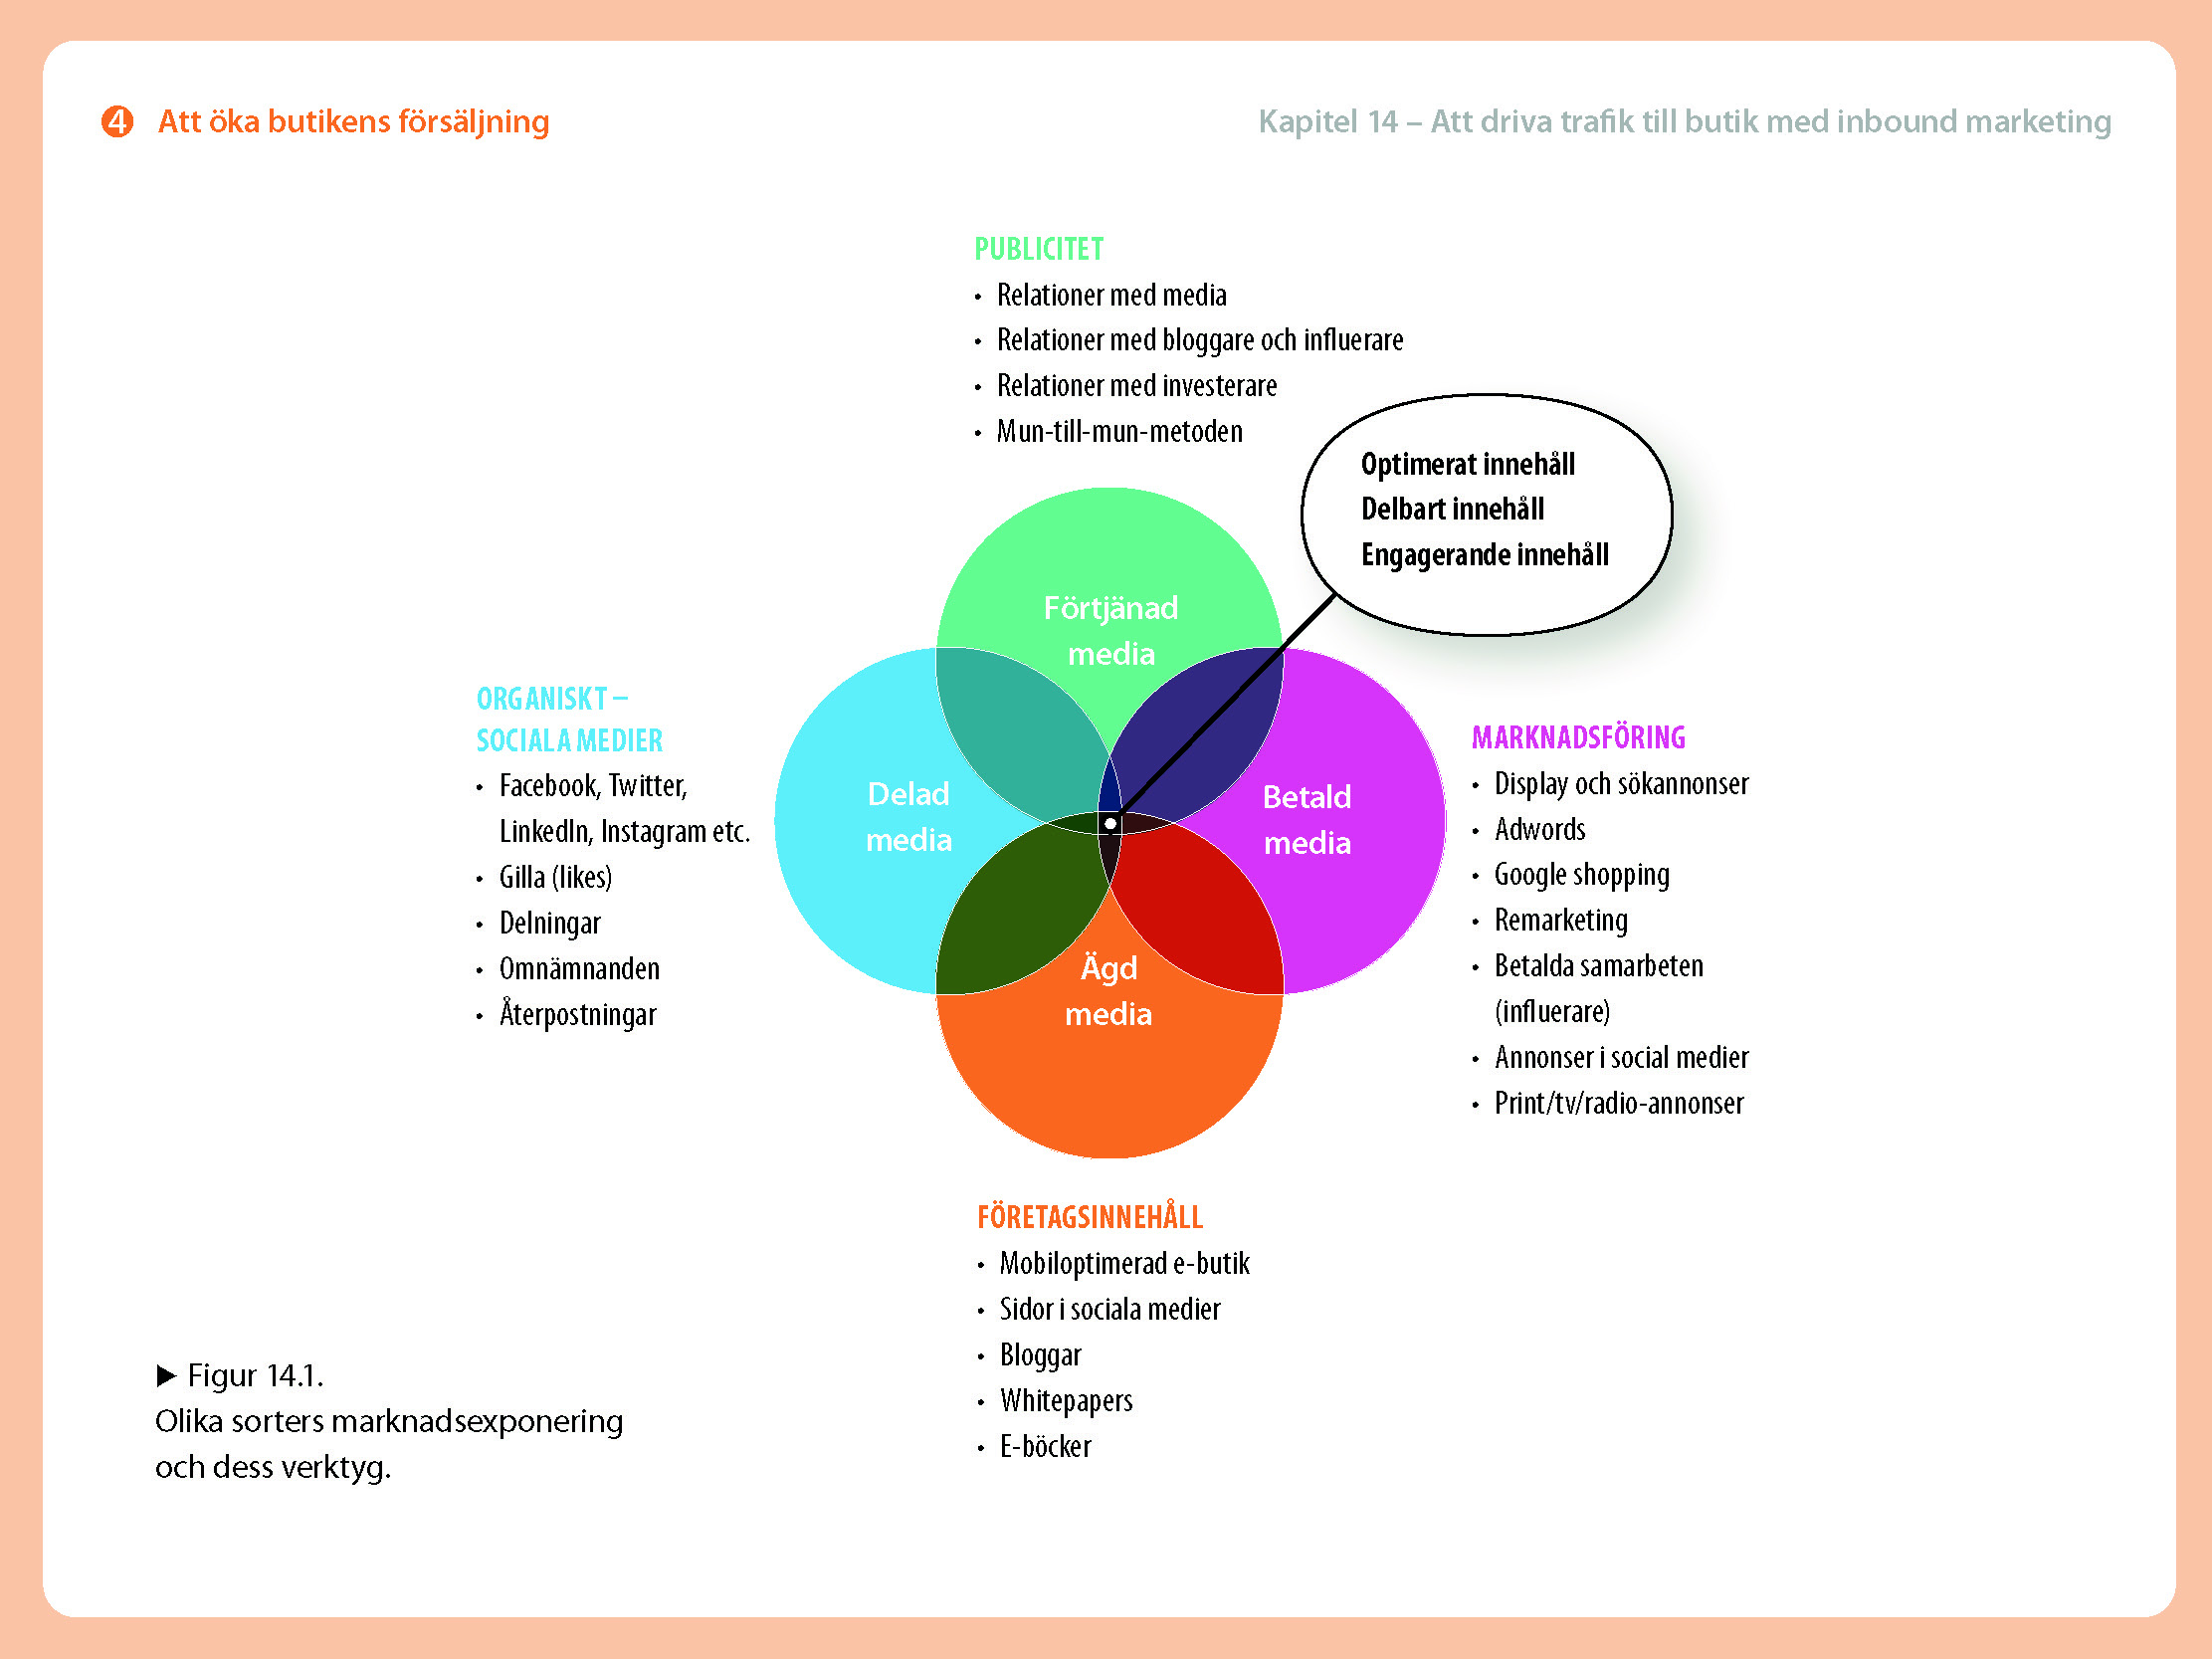 4 Att öka butikens försäljning
Kapitel 14 – Att driva trafik till butik med inbound marketing
PUBLICITET
• Relationer med media
• Relationer med bloggare och influerare
• Relationer med investerare
• Mun-till-mun-metoden
Optimerat innehåll
Delbart innehåll
Engagerande innehåll
Förtjänad
media
ORGANISKT –
SOCIALA MEDIER
• Facebook, Twitter,
LinkedIn, Instagram etc.
• Gilla (likes)
• Delningar
• Omnämnanden
• Återpostningar
Delad
media
Betald
media
MARKNADSFÖRING
• Display och sökannonser
• Adwords
• Google shopping
• Remarketing
• Betalda samarbeten
(influerare)
• Annonser i social medier
• Print/tv/radio-annonser
Ägd
media
FÖRETAGSINNEHÅLL
• Mobiloptimerad e-butik
• Sidor i sociala medier
• Bloggar
• Whitepapers
• E-böcker
▶ Figur 14.1.
Olika sorters marknadsexponering
och dess verktyg.